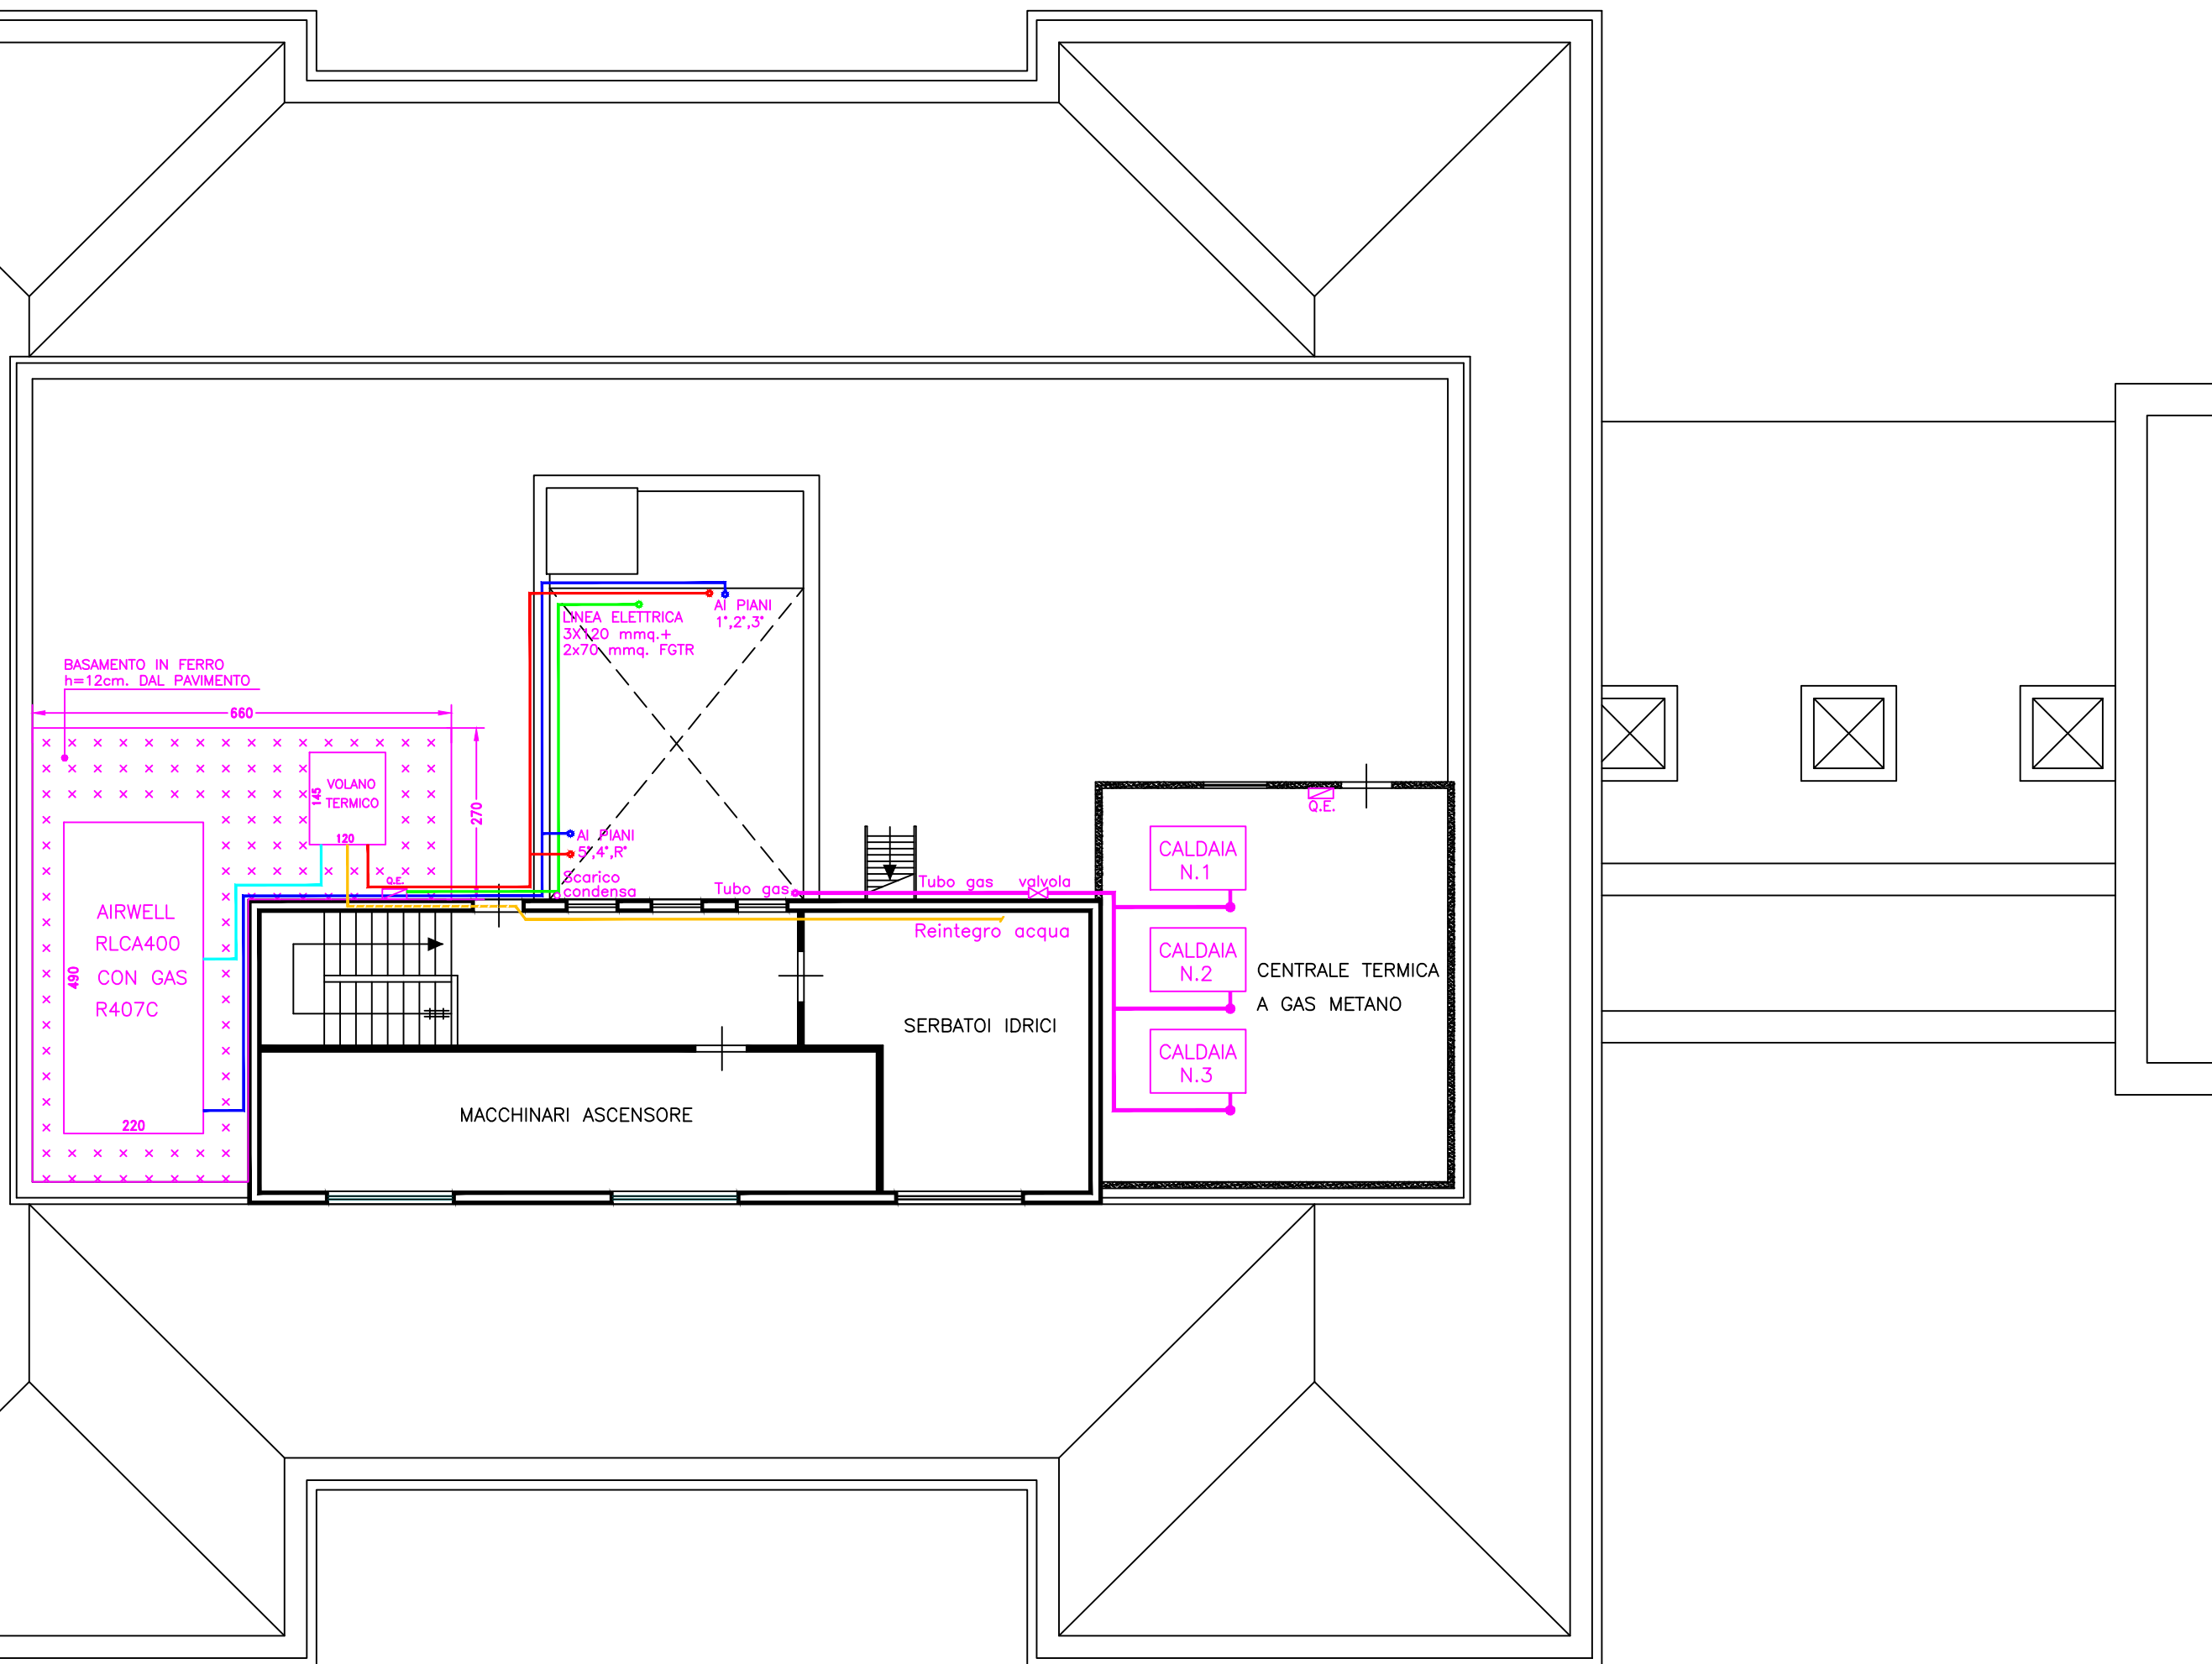 LINEA ELETTRICA
3X120 mmq.+
2x70 mmq. FGTR
AI PIANI
1°,2°,3°
BASAMENTO IN FERRO
h=12cm. DAL PAVIMENTO
660
270
VOLANO
TERMICO
145
120
Q.E.
AI PIANI
5°,4°,R°
Scarico
condensa
Tubo gas
Tubo gas
valvola
Reintegro acqua
Q.E.
CALDAIA
N.1
CALDAIA
N.2
CALDAIA
N.3
CENTRALE TERMICA
A GAS METANO
AIRWELL
RLCA400
CON GAS
R407C
490
220
SERBATOI IDRICI
MACCHINARI ASCENSORE